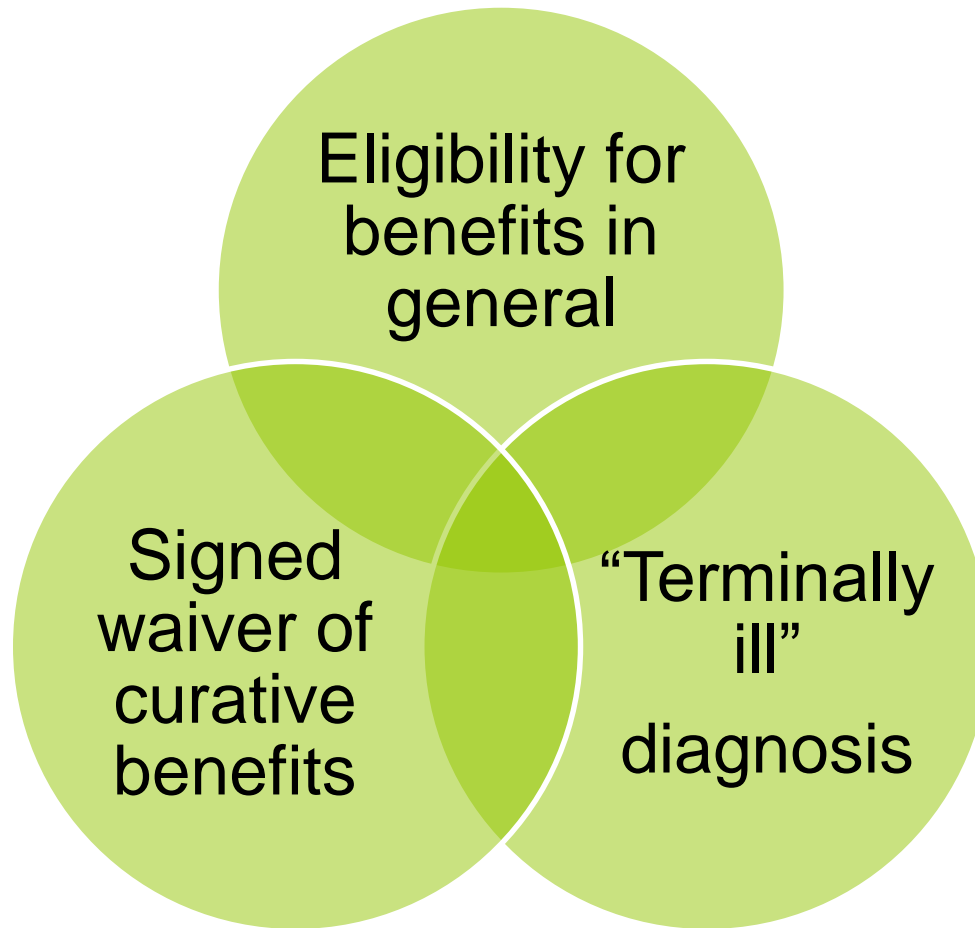 Eligibility for
benefits in
general
Signed
waiver of
curative
benefits
“Terminally
ill”
diagnosis